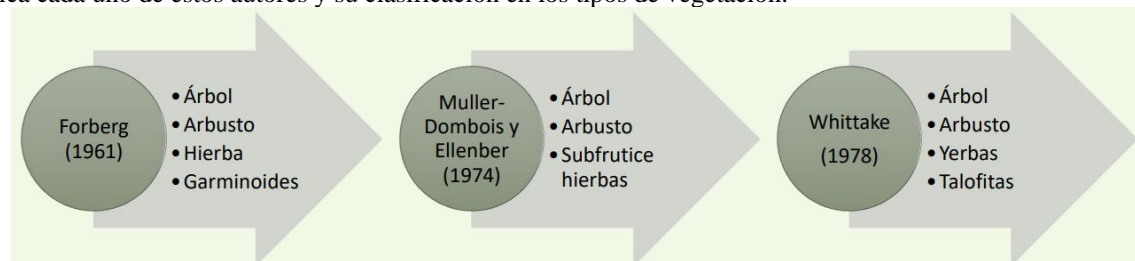 ca cada uno de estos autores y su clasificación en los tipos de vegetación.
Forberg
(1961)
• Árbol
• Arbusto
• Hierba
• Garminoides
Muller-
Dombois y
Ellenber
(1974)
• Árbol
• Arbusto
• Subfrutice
hierbas
Whittake
(1978)
• Árbol
• Arbusto
• Yerbas
• Talofitas